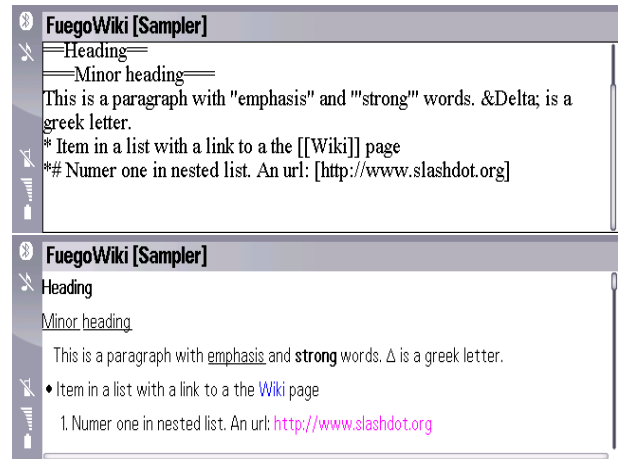 FuegoWiki [Sampler]
==Heading==
===Minor heading===
This is a paragraph with ''emphasis'' and '''strong''' words. &Delta; is a
greek letter.
* Item in a list with a link to a the [[Wiki]] page
*# Numer one in nested list. An url: [http://www.slashdot.org]
FuegoWiki [Sampler]
Heading
Minor heading
This is a paragraph with emphasis and strong words. Δ is a greek letter.
• Item in a list with a link to a the Wiki page
1. Numer one in nested list. An url: http://www.slashdot.org